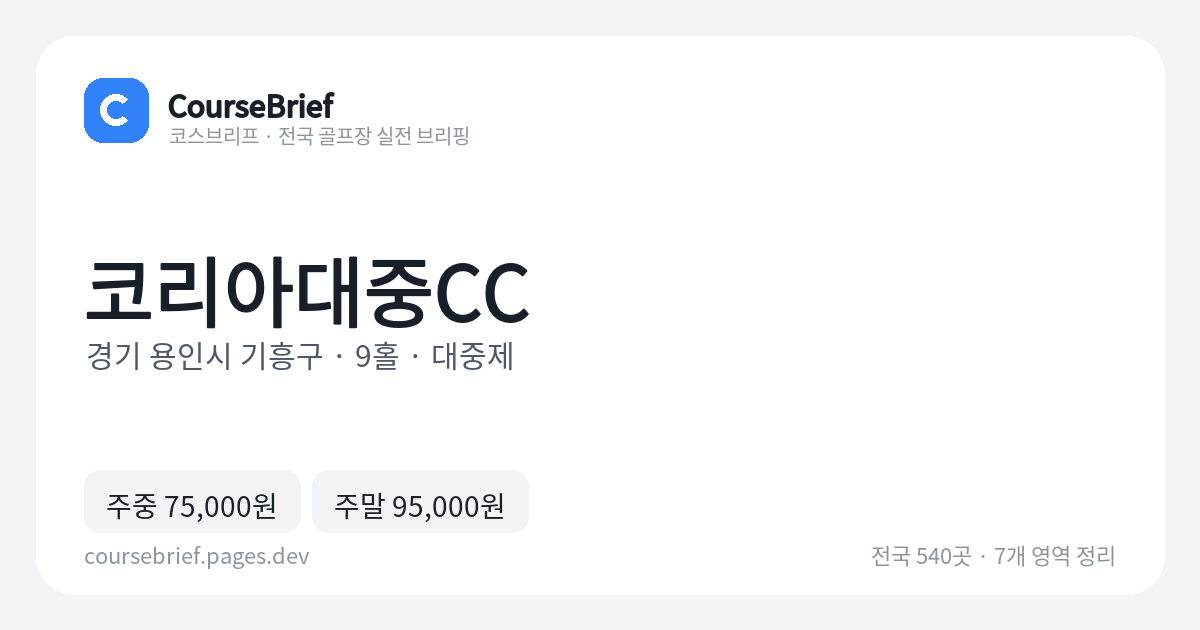 CourseBrief
코스브리프 · 전국 골프장 실전 브리핑
코리아대중CC
경기 용인시 기흥구 · 9홀 · 대중제
주중 75,000원
주말 95,000원
coursebrief.pages.dev
전국 540곳 · 7개 영역 정리